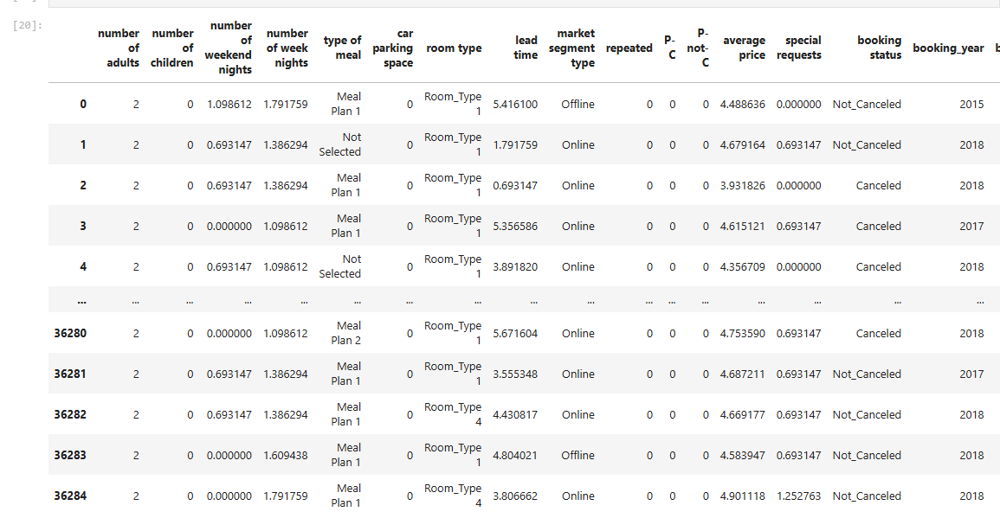 [20]:
number of adults number of children number of weekend nights number of week nights type of meal car parking space room type lead time market segment type repeated P-C P-not-C average price special requests booking status booking_year b
0 2 0 1.098612 1.791759 Meal Plan 1 0 Room_Type 1 5.416100 Offline 0 0 0 4.488636 0.000000 Not_Canceled 2015
1 2 0 0.693147 1.386294 Not Selected 0 Room_Type 1 1.791759 Online 0 0 0 4.679164 0.693147 Not_Canceled 2018
2 2 0 0.693147 1.386294 Meal Plan 1 0 Room_Type 1 0.693147 Online 0 0 0 3.931826 0.000000 Canceled 2018
3 2 0 0.000000 1.098612 Meal Plan 1 0 Room_Type 1 5.356586 Online 0 0 0 4.615121 0.693147 Canceled 2017
4 2 0 0.693147 1.098612 Not Selected 0 Room_Type 1 3.891820 Online 0 0 0 4.356709 0.000000 Canceled 2018
... ... ... ... ... ... ... ... ... ... ... ... ... ... ... ... ...
36280 2 0 0.000000 1.098612 Meal Plan 2 0 Room_Type 1 5.671604 Online 0 0 0 4.753590 0.693147 Canceled 2018
36281 2 0 0.693147 1.386294 Meal Plan 1 0 Room_Type 1 3.555348 Online 0 0 0 4.687211 0.693147 Not_Canceled 2017
36282 2 0 0.693147 1.386294 Meal Plan 1 0 Room_Type 4 4.430817 Online 0 0 0 4.669177 0.693147 Not_Canceled 2018
36283 2 0 0.000000 1.609438 Meal Plan 1 0 Room_Type 1 4.804021 Offline 0 0 0 4.583947 0.693147 Not_Canceled 2018
36284 2 0 0.000000 1.791759 Meal Plan 1 0 Room_Type 4 3.806662 Online 0 0 0 4.901118 1.252763 Not_Canceled 2018